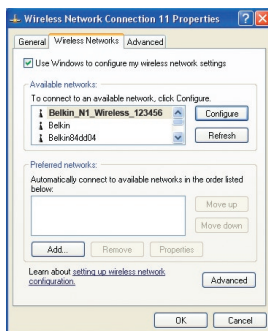 Wireless Network Connection 11 Properties
General Wireless Networks Advanced
Use Windows to configure my wireless network settings
Available networks:
To connect to an available network, click Configure.
Belkin_N1_Wireless_123456
Configure
Belkin
Belkin84dd04
Refresh
Preferred networks:
Automatically connect to available networks in the order listed
below:
Move up
Move down
Add... Remove Properties
Learn about setting up wireless network
configuration.
Advanced
OK Cancel